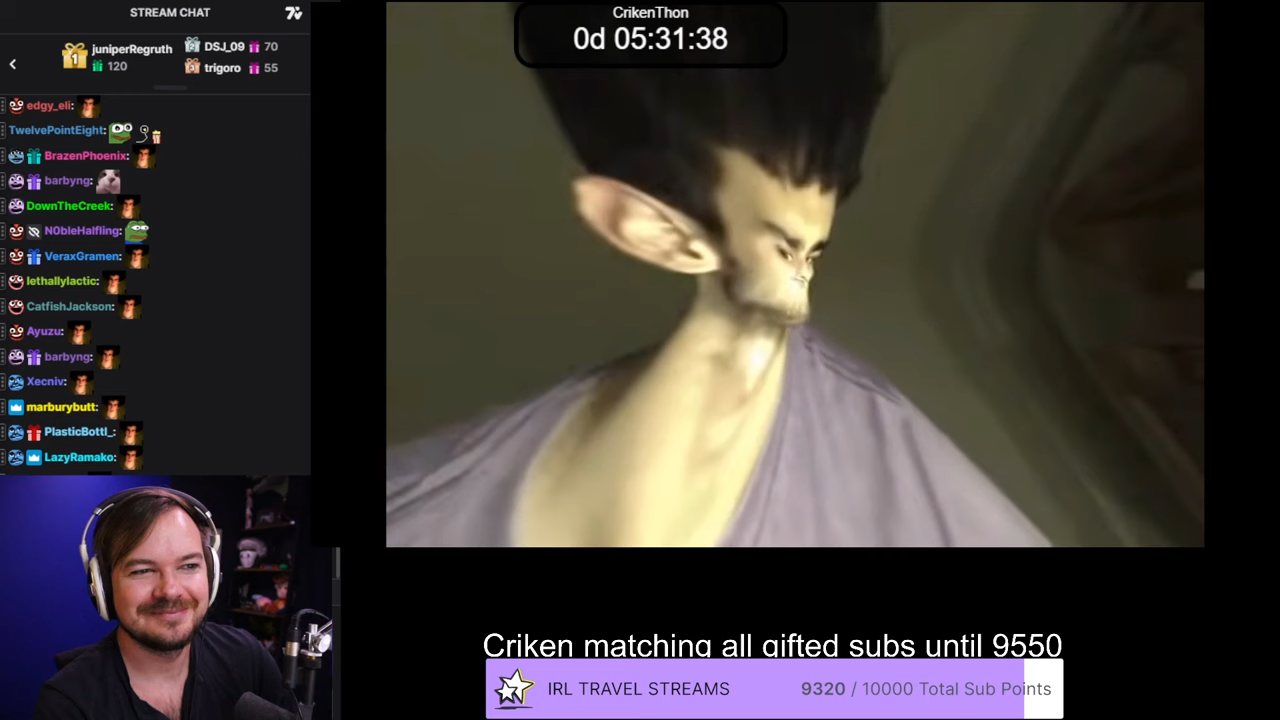 STREAM CHAT
1
juniperRegruth
120
DSJ_09 70
trigoro 55
edgy_eli:
TwelvePointEight:
BrazenPhoenix:
barbyng:
DownTheCreek:
N0bleHalfling:
VeraxGramen:
lethallylactic:
CatfishJackson:
Ayuzu:
barbyng:
Xecniv:
marburybutt:
PlasticBottl_:
LazyRamako:
CrikenThon
0d 05:31:38
Criken matching all gifted subs until 9550
IRL TRAVEL STREAMS 9320 / 10000 Total Sub Points